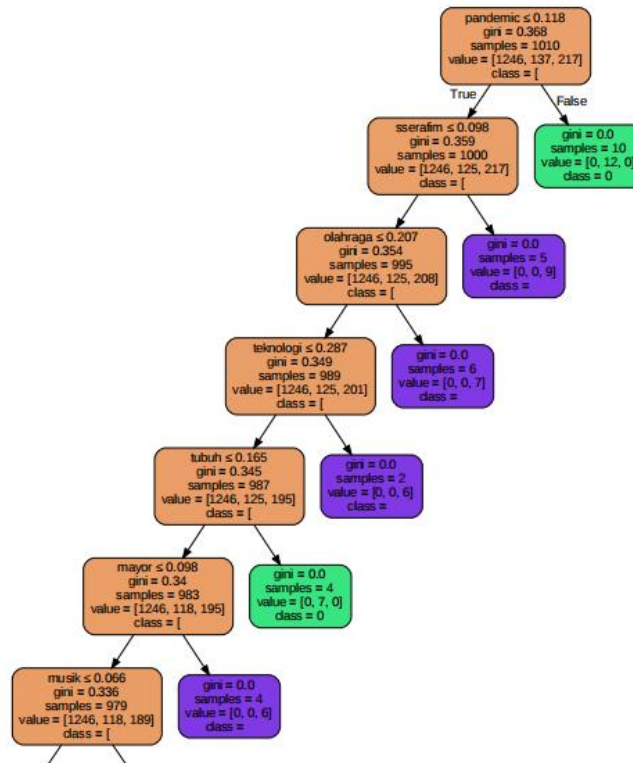 pandemic ≤ 0.118
gini = 0.368
samples = 1010
value = [1246, 137, 217]
class = [
True
False
sserafim ≤ 0.098
gini = 0.359
samples = 1000
value = [1246, 125, 217]
class = [
gini = 0.0
samples = 10
value = [0, 12, 0]
class = 0
olahraga ≤ 0.207
gini = 0.354
samples = 995
value = [1246, 125, 208]
class = [
gini = 0.0
samples = 5
value = [0, 0, 9]
class =
teknologi ≤ 0.287
gini = 0.349
samples = 989
value = [1246, 125, 201]
class = [
gini = 0.0
samples = 6
value = [0, 0, 7]
class =
tubuh ≤ 0.165
gini = 0.345
samples = 987
value = [1246, 125, 195]
class = [
gini = 0.0
samples = 2
value = [0, 0, 6]
class =
mayor ≤ 0.098
gini = 0.34
samples = 983
value = [1246, 118, 195]
class = [
gini = 0.0
samples = 4
value = [0, 7, 0]
class = 0
musik ≤ 0.066
gini = 0.336
samples = 979
value = [1246, 118, 189]
class = [
gini = 0.0
samples = 4
value = [0, 0, 6]
class =